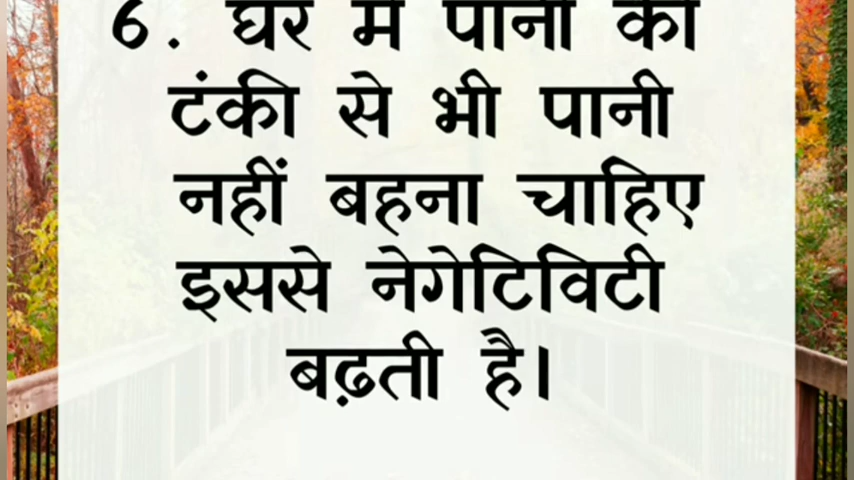 6. घर में पानी की
टंकी से भी पानी
नहीं बहना चाहिए
इससे नेगेटिविटी
बढ़ती है।